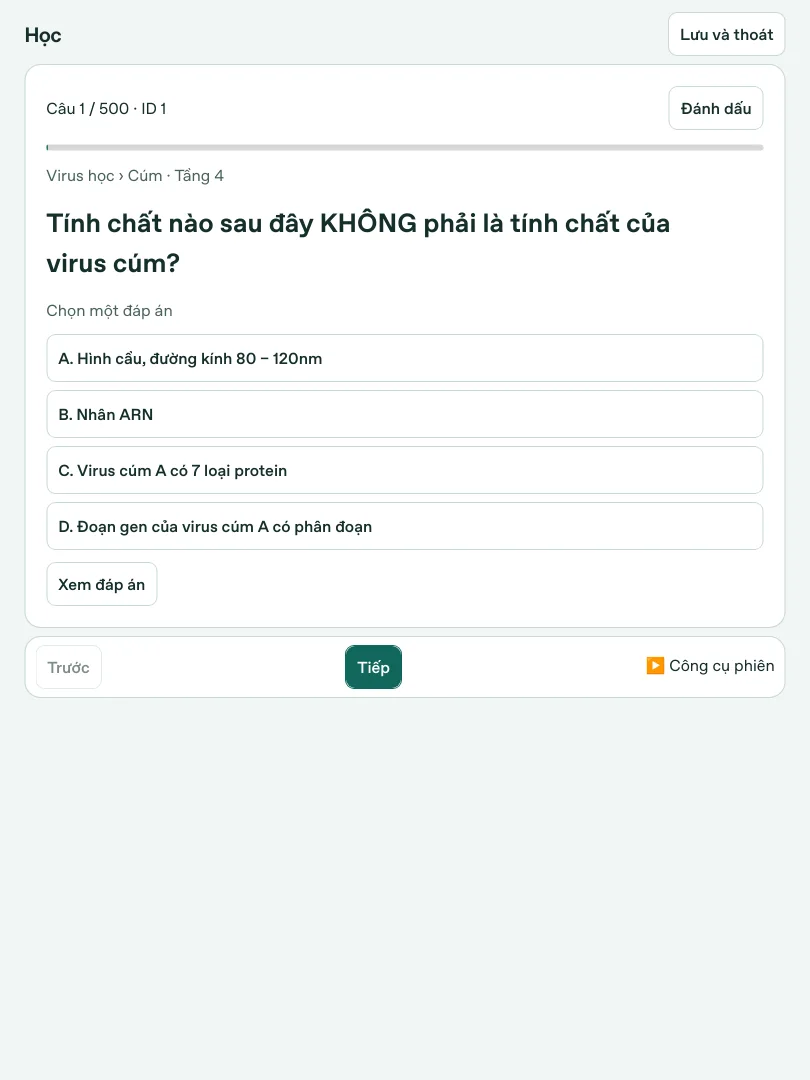 Học
Lưu và thoát
Câu 1 / 500 · ID 1
Đánh dấu
Virus học › Cúm · Tầng 4
Tính chất nào sau đây KHÔNG phải là tính chất của
virus cúm?
Chọn một đáp án
A. Hình cầu, đường kính 80 – 120nm
B. Nhân ARN
C. Virus cúm A có 7 loại protein
D. Đoạn gen của virus cúm A có phân đoạn
Xem đáp án
Trước
Tiếp
Công cụ phiên